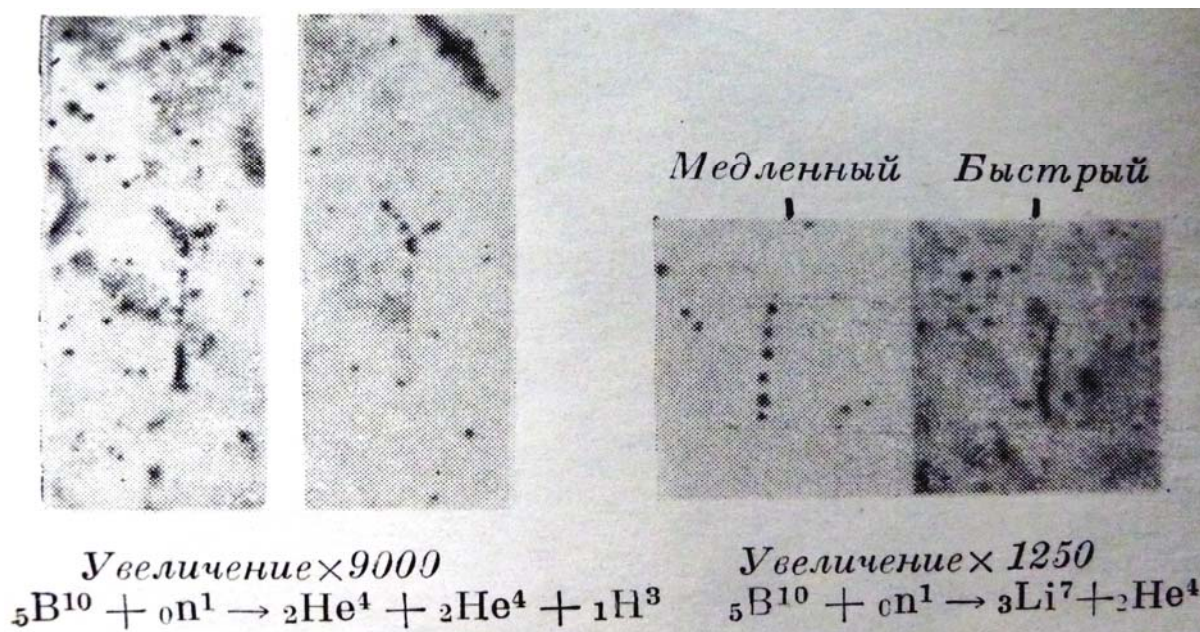 Медленный Быстрый
Увеличение×9000
₅B¹⁰ + ₀n¹ → ₂He⁴ + ₂He⁴ + ₁H³
Увеличение× 1250
₅B¹⁰ + ₀n¹ → ₃Li⁷+₂He⁴